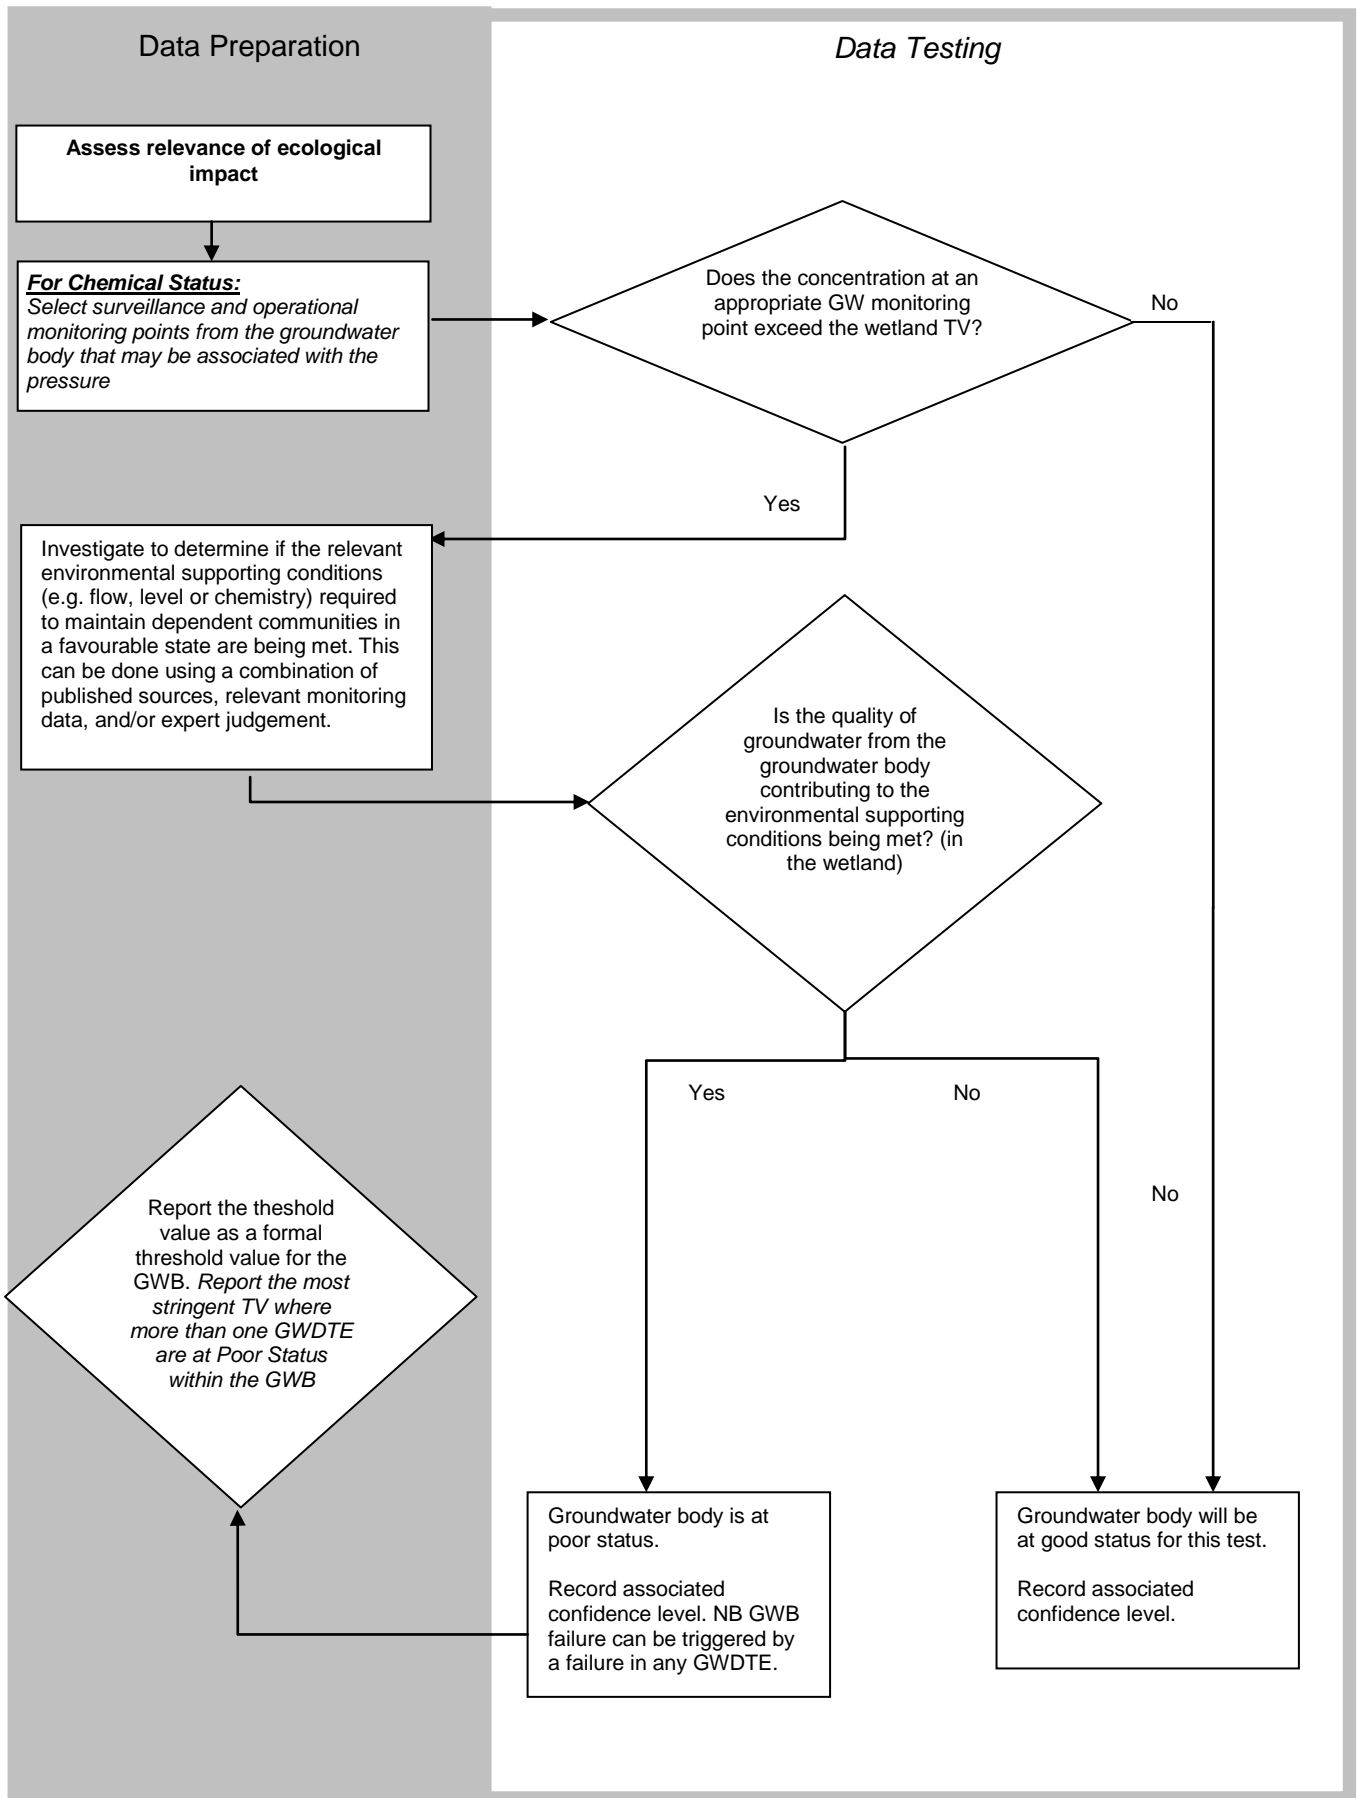 Data Preparation
Data Testing
Assess relevance of ecological
impact
For Chemical Status:
Select surveillance and operational
monitoring points from the groundwater
body that may be associated with the
pressure
Does the concentration at an
appropriate GW monitoring
point exceed the wetland TV?
No
Yes
Investigate to determine if the relevant
environmental supporting conditions
(e.g. flow, level or chemistry) required
to maintain dependent communities in
a favourable state are being met. This
can be done using a combination of
published sources, relevant monitoring
data, and/or expert judgement.
Is the quality of
groundwater from the
groundwater body
contributing to the
environmental supporting
conditions being met? (in
the wetland)
Yes
No
No
Report the theshold
value as a formal
threshold value for the
GWB. Report the most
stringent TV where
more than one GWDTE
are at Poor Status
within the GWB
Groundwater body is at
poor status.
Record associated
confidence level. NB GWB
failure can be triggered by
a failure in any GWDTE.
Groundwater body will be
at good status for this test.
Record associated
confidence level.